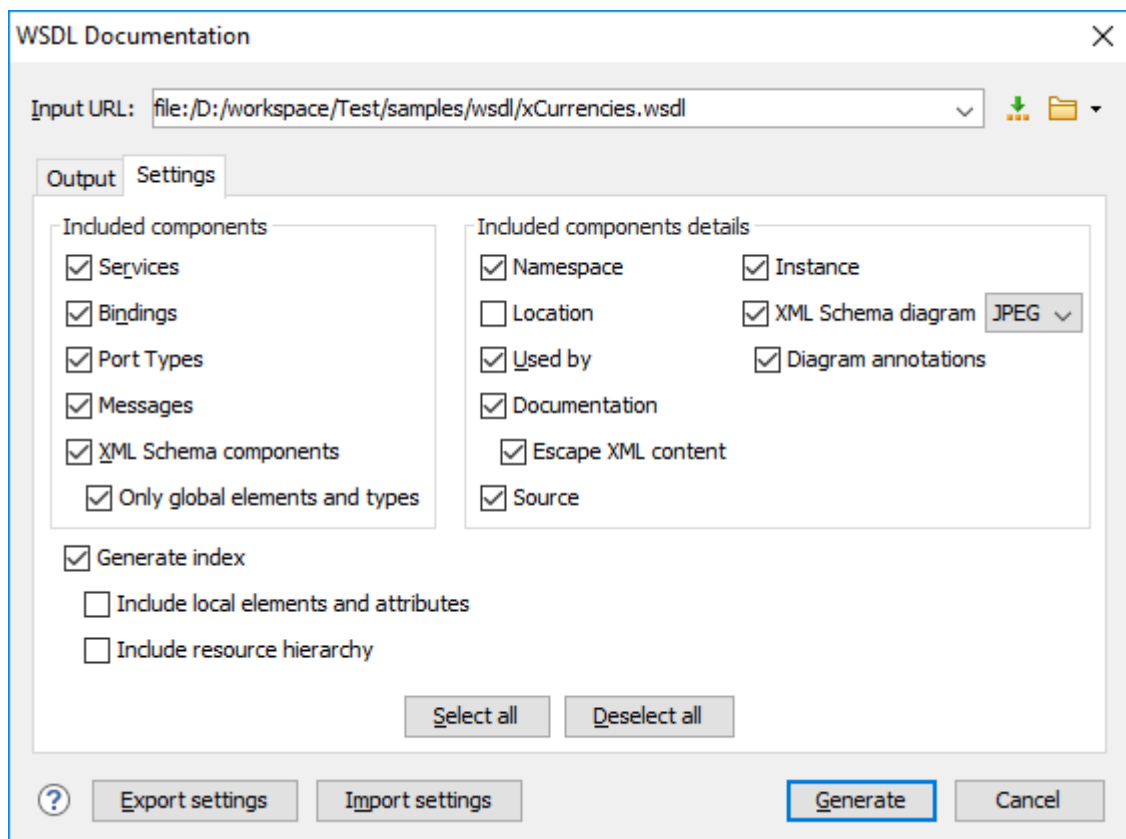 WSDL Documentation
Input URL: file:/D:/workspace/Test/samples/wsdl/xCurrencies.wsdl
Output Settings
Included components
Services
Bindings
Port Types
Messages
XML Schema components
Only global elements and types
Included components details
Namespace
Location
Used by
Documentation
Escape XML content
Source
Instance
XML Schema diagram JPEG
Diagram annotations
Generate index
Include local elements and attributes
Include resource hierarchy
Select all Deselect all
? Export settings Import settings Generate Cancel